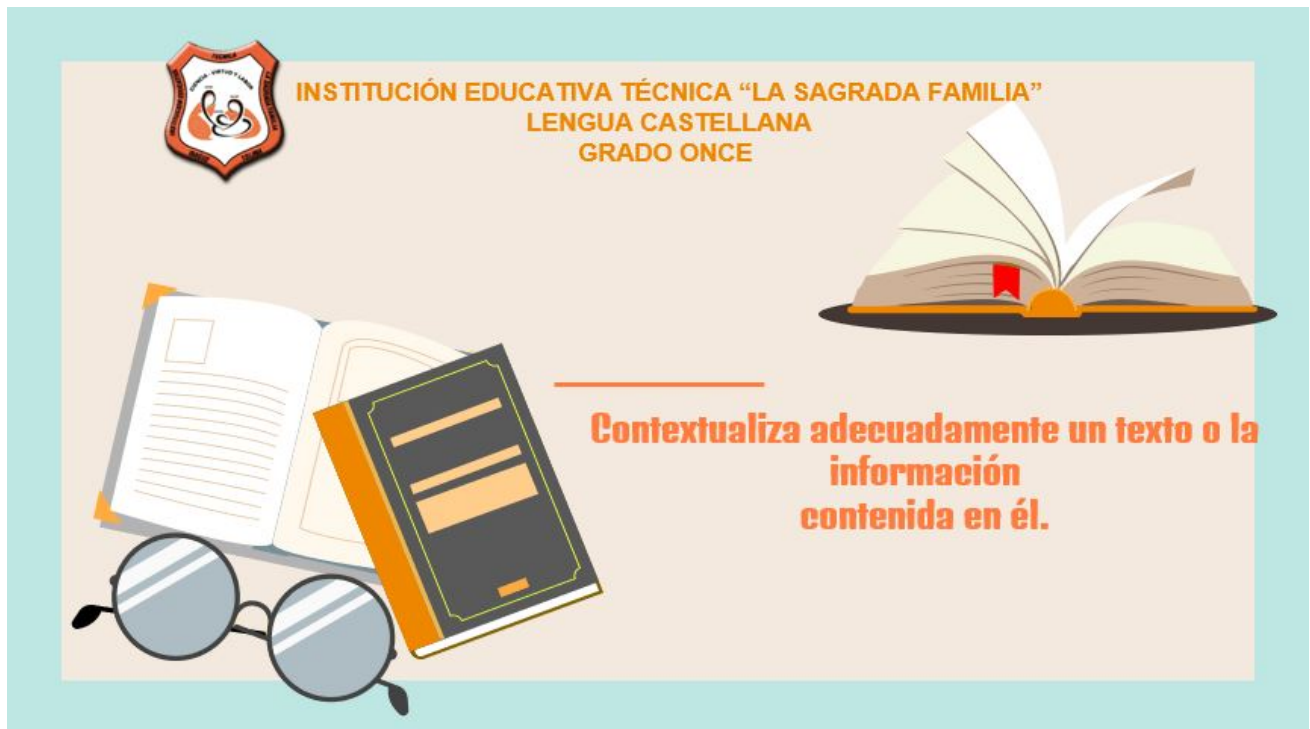 INSTITUCIÓN EDUCATIVA TÉCNICA “LA SAGRADA FAMILIA”
LENGUA CASTELLANA
GRADO ONCE
Contextualiza adecuadamente un texto o la
información
contenida en él.